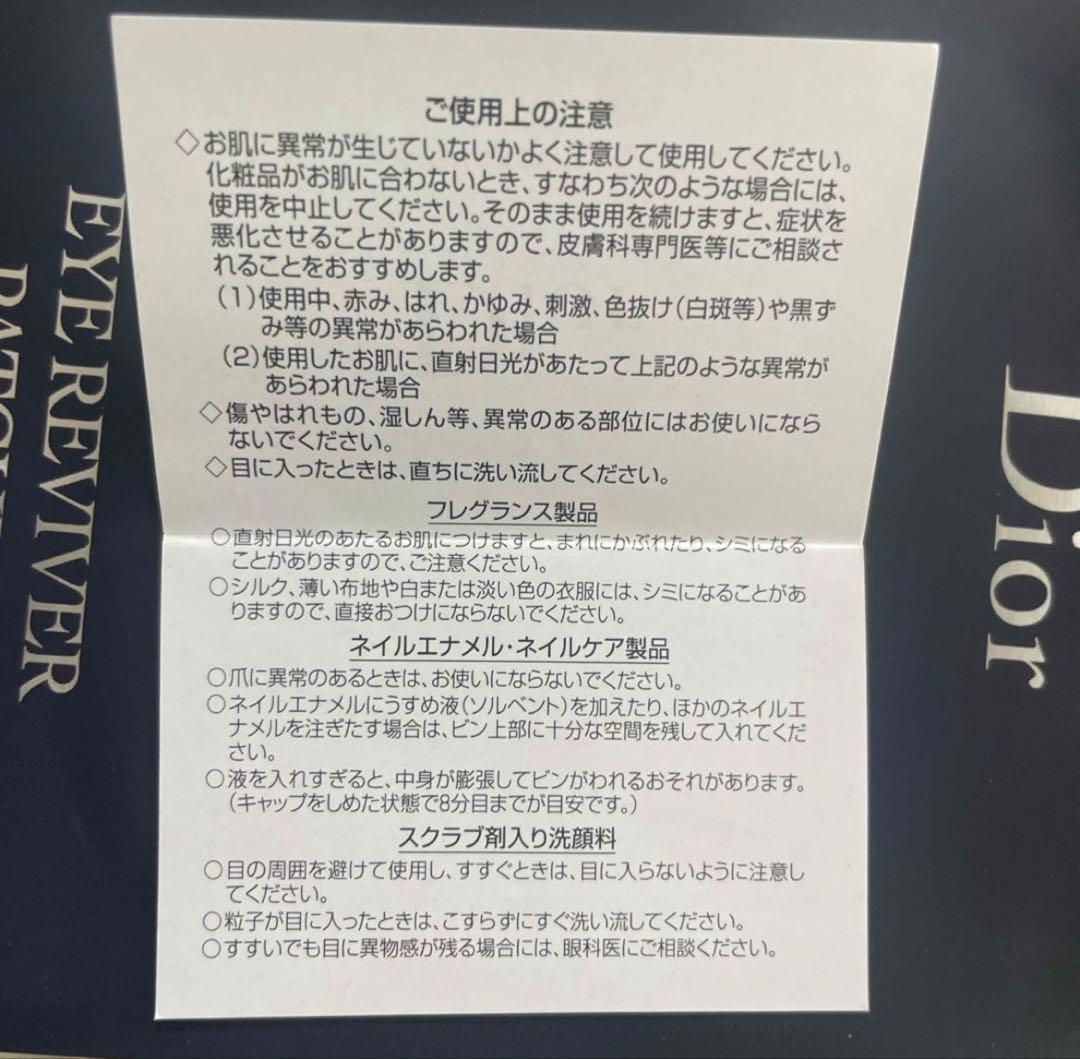 ご使用上の注意
◇お肌に異常が生じていないかよく注意して使用してください。
化粧品がお肌に合わないとき、すなわち次のような場合には、
使用を中止してください。そのまま使用を続けますと、症状を
悪化させることがありますので、皮膚科専門医等にご相談さ
れることをおすすめします。
(1)使用中、赤み、はれ、かゆみ、刺激、色抜け(白斑等)や黒ず
み等の異常があらわれた場合
(2)使用したお肌に、直射日光があたって上記のような異常が
あらわれた場合
◇傷やはれもの、湿しん等、異常のある部位にはお使いになら
ないでください。
◇目に入ったときは、直ちに洗い流してください。
フレグランス製品
○直射日光のあたるお肌につけますと、まれにかぶれたり、シミになる
ことがありますので、ご注意ください。
○シルク、薄い布地や白または淡い色の衣服には、シミになることがあ
りますので、直接おつけにならないでください。
ネイルエナメル・ネイルケア製品
○爪に異常のあるときは、お使いにならないでください。
○ネイルエナメルにうすめ液(ソルベント)を加えたり、ほかのネイルエ
ナメルを注ぎたす場合は、ビン上部に十分な空間を残して入れてくだ
さい。
○液を入れすぎると、中身が膨張してビンがわれるおそれがあります。
(キャップをしめた状態で8分目までが目安です。)
スクラブ剤入り洗顔料
○目の周囲を避けて使用し、すすぐときは、目に入らないように注意し
てください。
○粒子が目に入ったときは、こすらずにすぐ洗い流してください。
○すすいでも目に異物感が残る場合には、眼科医にご相談ください。
Dior
EYE REVIVER